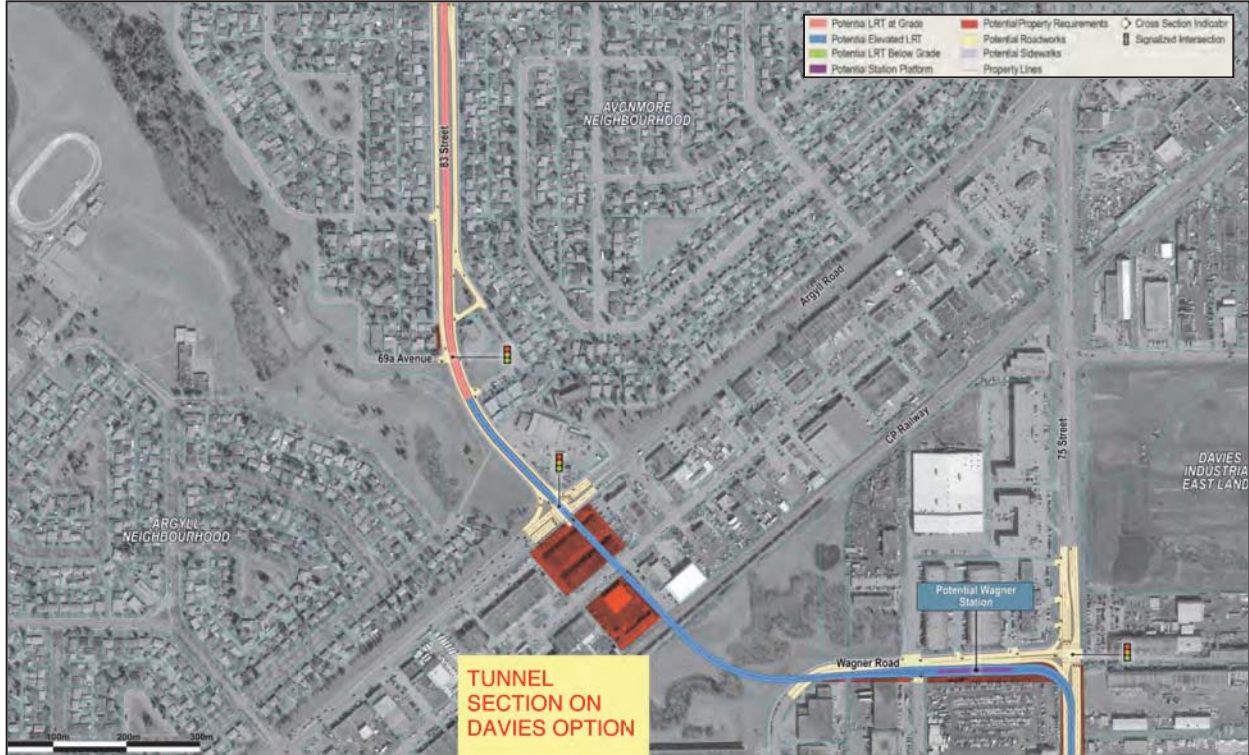 Potential LRT at Grade
Potential Elevated LRT
Potential LRT Below Grade
Potential Station Platform
Potential Property Requirements
Potential Roadworks
Potential Sidewalks
Property Lines
Cross Section Indicator
Signalized Intersection
AVONMORE
NEIGHBOURHOOD
83 Street
Argyll Road
69a Avenue
CP Railway
75 Street
DAVIES
INDUSTRIA
EAST LAND
ARGYLL
NEIGHBOURHOOD
Potential Wagner
Station
Wagner Road
TUNNEL
SECTION ON
DAVIES OPTION
100m
200m
300m